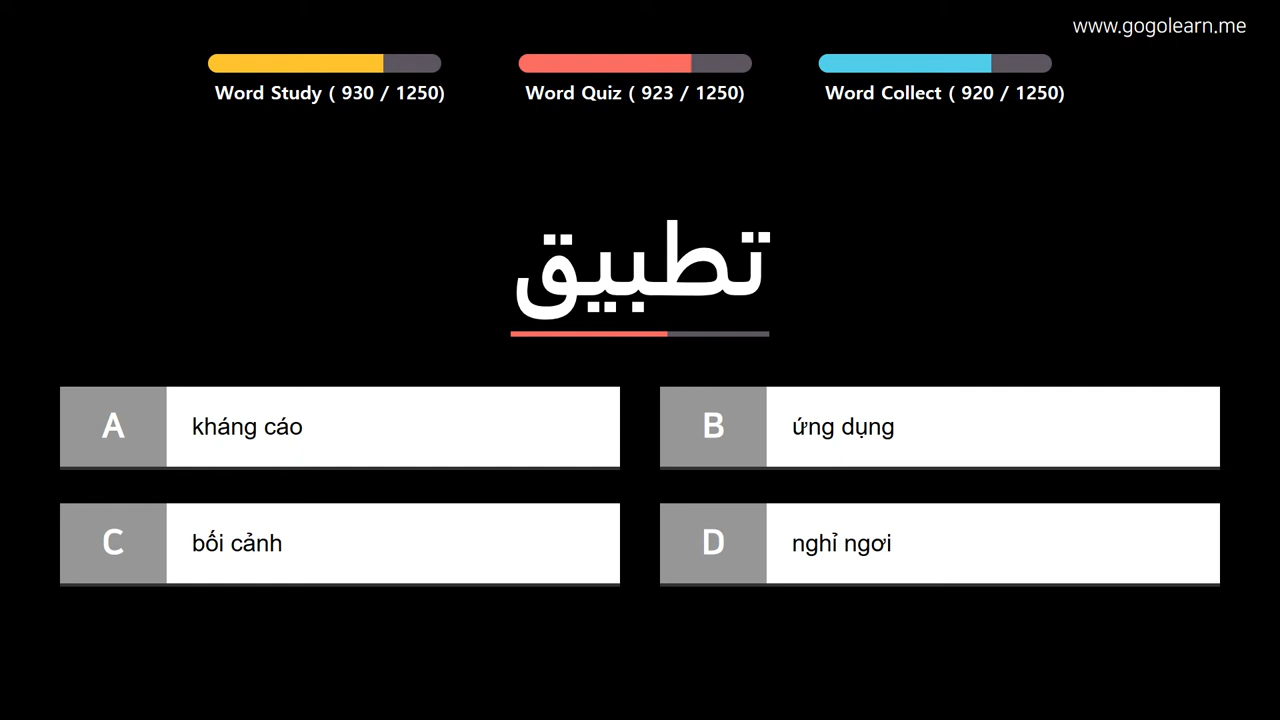 www.gogolearn.me
Word Study ( 930 / 1250)
Word Quiz ( 923 / 1250)
Word Collect ( 920 / 1250)
تطبيق
A
kháng cáo
B
ứng dụng
C
bối cảnh
D
nghỉ ngơi